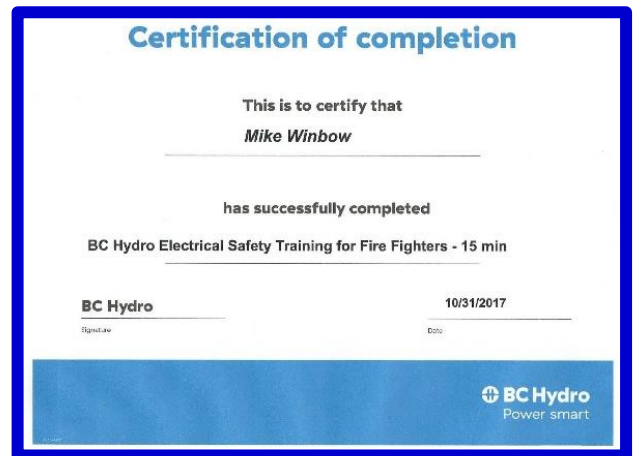 Certification of completion
This is to certify that
Mike Winbow
has successfully completed
BC Hydro Electrical Safety Training for Fire Fighters - 15 min
BC Hydro
10/31/2017
Signature
Date
BC Hydro
Power smart